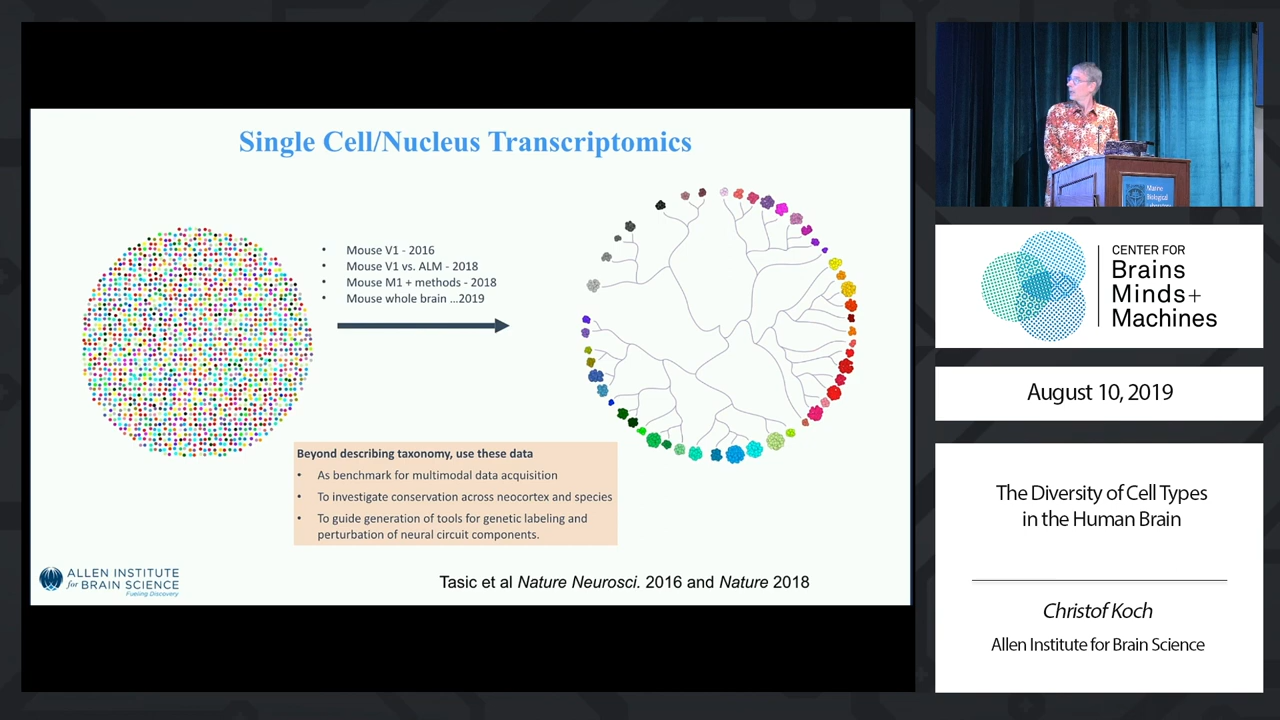 Single Cell/Nucleus Transcriptomics
• Mouse V1 - 2016
• Mouse V1 vs. ALM - 2018
• Mouse M1 + methods - 2018
• Mouse whole brain ...2019
Beyond describing taxonomy, use these data
• As benchmark for multimodal data acquisition
• To investigate conservation across neocortex and species
• To guide generation of tools for genetic labeling and
perturbation of neural circuit components.
ALLEN INSTITUTE
for BRAIN SCIENCE
Fueling Discovery
Tasic et al Nature Neurosci. 2016 and Nature 2018
Marine
Biological
CENTER FOR
Brains
Minds+
Machines
August 10, 2019
The Diversity of Cell Types
in the Human Brain
Christof Koch
Allen Institute for Brain Science